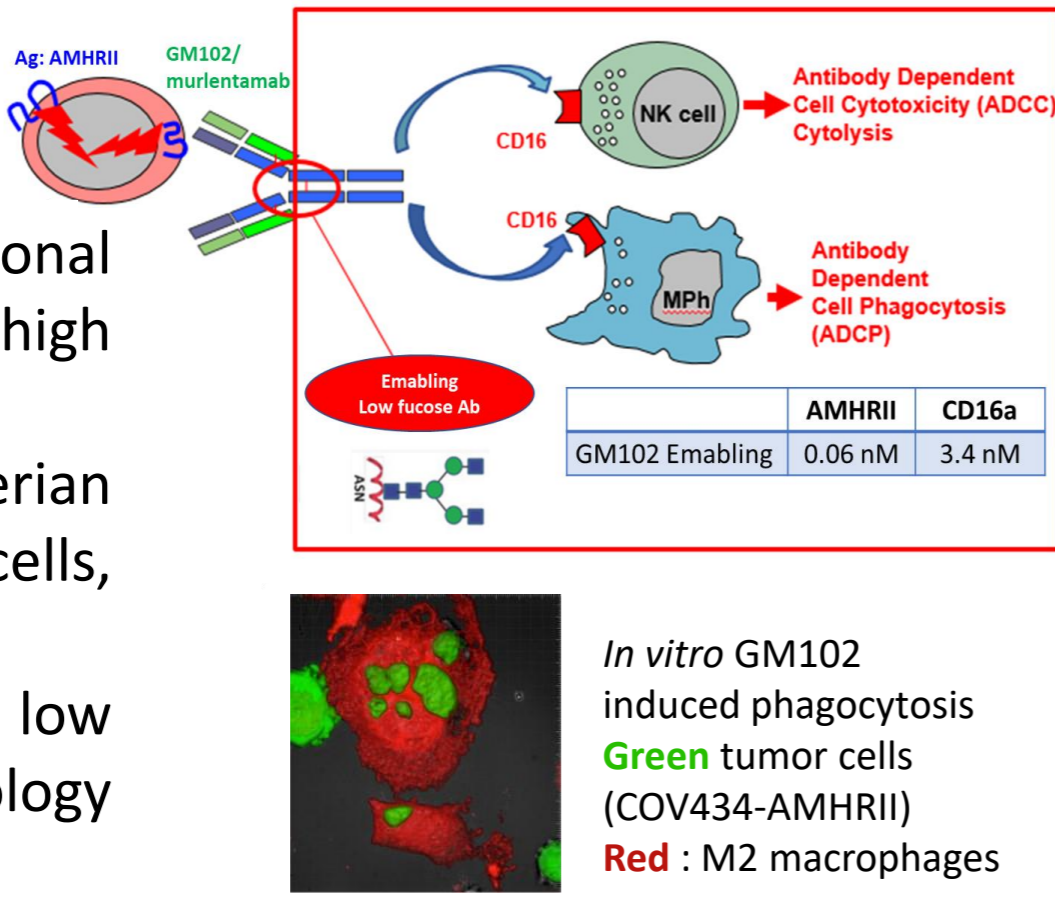 Ag: AMHRII
GM102/
murlentamab
CD16
NK cell
Antibody Dependent
Cell Cytotoxicity (ADCC)
Cytolysis
CD16
MPh
Antibody
Dependent
Cell Phagocytosis
(ADCP)
Emabling
Low fucose Ab
ASN
AMHRII CD16a
GM102 Emabling 0.06 nM 3.4 nM
onal
high
erian
cells,
low
ology
In vitro GM102
induced phagocytosis
Green tumor cells
(COV434-AMHRII)
Red : M2 macrophages